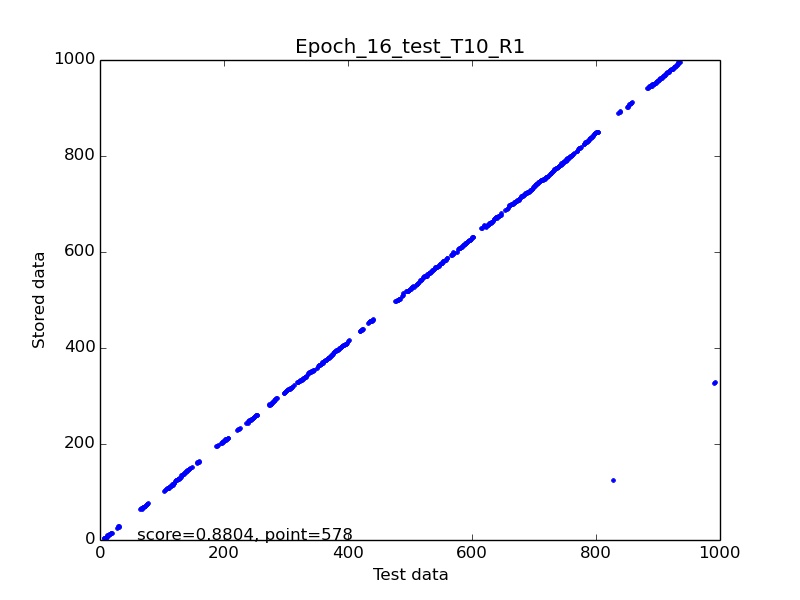 Epoch_16_test_T10_R1
1000
800
Stored data
600
400
200
0
score=0.8804, point=578
0 200 400 600 800 1000
Test data